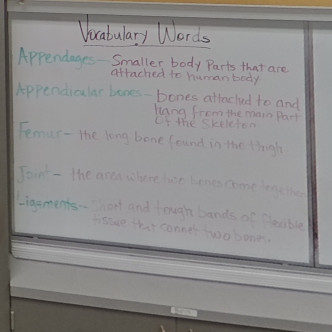 Vocabulary Words
Appendages - Smaller body parts that are
attached to human body
Appendicular bones - bones attached to and
hang from the main part
of the skeleton
Femur - the long bone found in the thigh
Joint - the area where two bones come together
Ligaments - Short and tough bands of flexible
tissue that connect two bones.